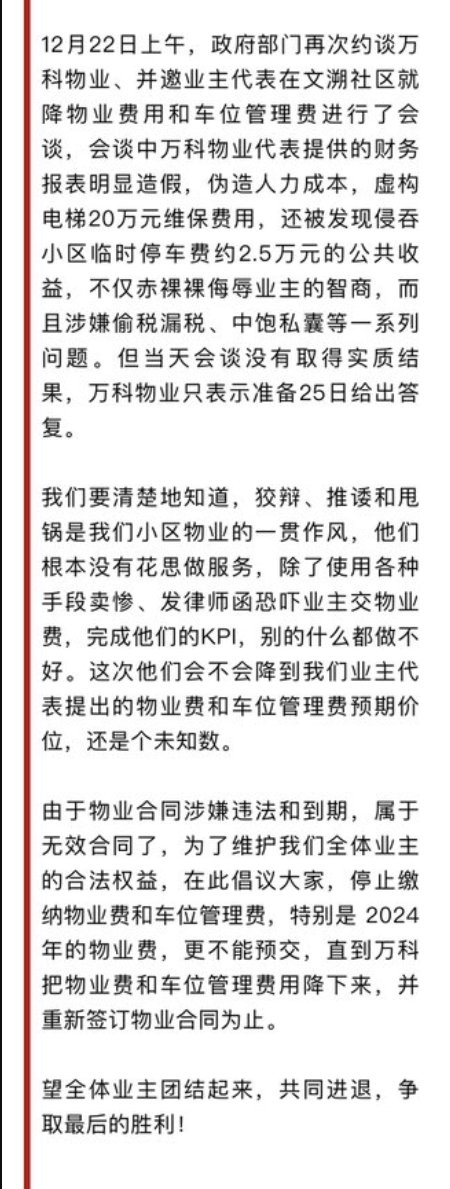 12月22日上午，政府部门再次约谈万
科物业、并邀业主代表在文溯社区就
降物业费用和车位管理费进行了会
谈，会谈中万科物业代表提供的财务
报表明显造假，伪造人力成本，虚构
电梯20万元维保费用，还被发现侵吞
小区临时停车费约2.5万元的公共收
益，不仅赤裸裸侮辱业主的智商，而
且涉嫌偷税漏税、中饱私囊等一系列
问题。但当天会谈没有取得实质结
果，万科物业只表示准备25日给出答
复。
我们要清楚地知道，狡辩、推诿和甩
锅是我们小区物业的一贯作风，他们
根本没有花思做服务，除了使用各种
手段卖惨、发律师函恐吓业主交物业
费，完成他们的KPI，别的什么都做不
好。这次他们会不会降到我们业主代
表提出的物业费和车位管理费预期价
位，还是个未知数。
由于物业合同涉嫌违法和到期，属于
无效合同了，为了维护我们全体业主
的合法权益，在此倡议大家，停止缴
纳物业费和车位管理费，特别是 2024
年的物业费，更不能预交，直到万科
把物业费和车位管理费用降下来，并
重新签订物业合同为止。
望全体业主团结起来，共同进退，争
取最后的胜利！